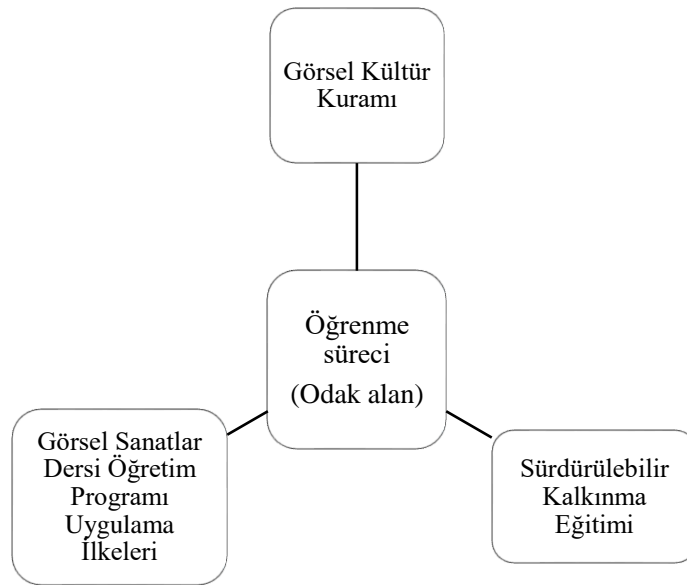 Görsel Kültür
Kuramı
Öğrenme
süreci
(Odak alan)
Görsel Sanatlar
Dersi Öğretim
Programı
Uygulama
İlkeleri
Sürdürülebilir
Kalkınma
Eğitimi